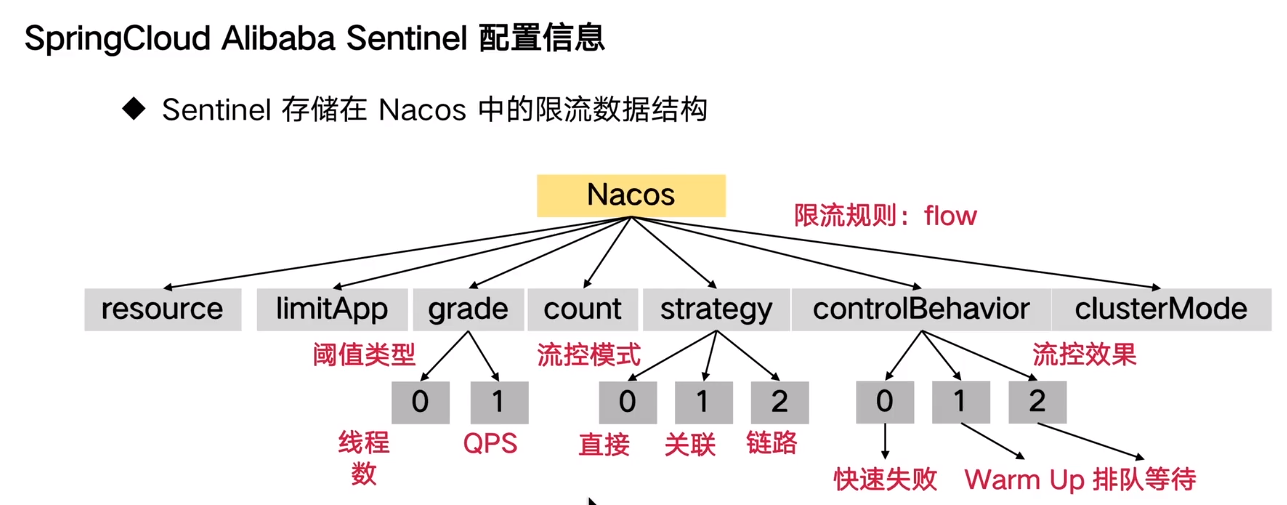 SpringCloud Alibaba Sentinel 配置信息
◆ Sentinel 存储在 Nacos 中的限流数据结构
Nacos
限流规则：flow
resource limitApp grade count strategy controlBehavior clusterMode
阈值类型 流控模式 流控效果
0 1 0 1 2 0 1 2
线程数 QPS 直接 关联 链路
快速失败 Warm Up 排队等待